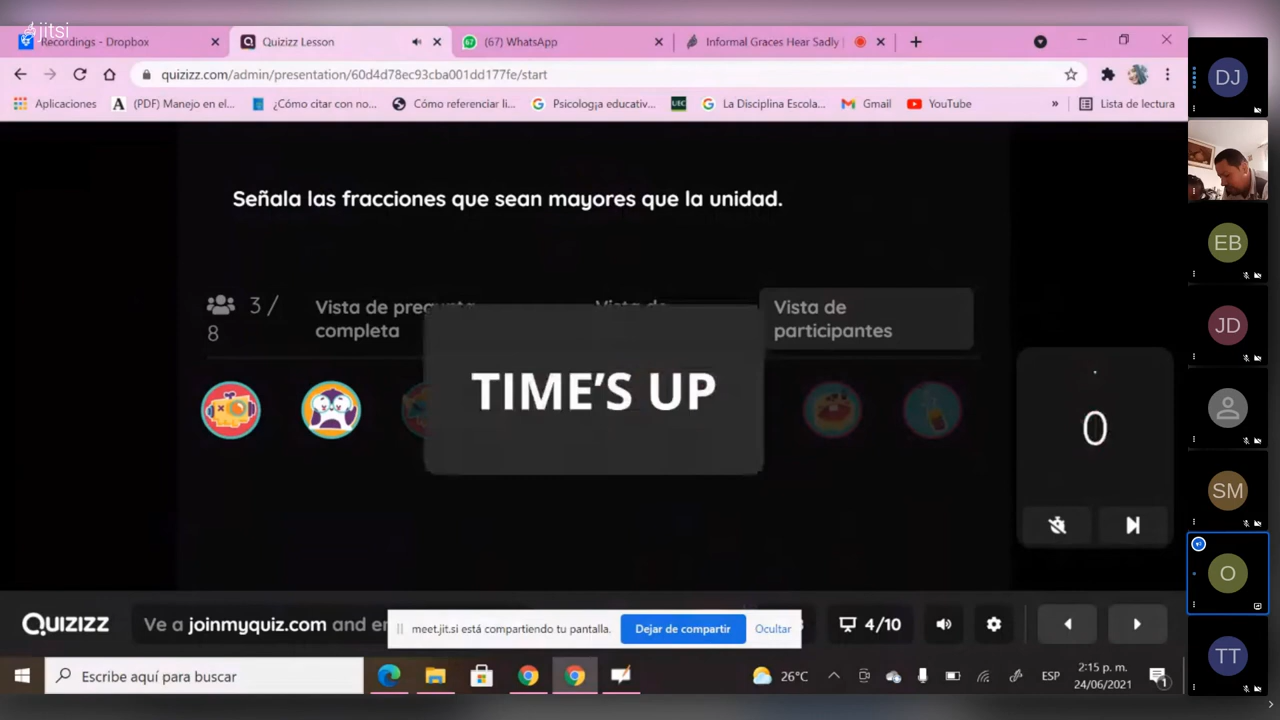 jitsi
Recordings - Dropbox
Quizizz Lesson
(67) WhatsApp
Informal Graces Hear Sadly
quizizz.com/admin/presentation/60d4d78ec93cba001dd177fe/start
Aplicaciones
(PDF) Manejo en el...
¿Cómo citar con no...
Cómo referenciar li...
Psicología educativ...
UEC
La Disciplina Escola...
Gmail
YouTube
»
Lista de lectura
Señala las fracciones que sean mayores que la unidad.
3 /
8
Vista de pregunta
completa
Vista de
Vista de
participantes
TIME'S UP
0
QUIZIZZ
Ve a joinmyquiz.com and en
meet.jit.si está compartiendo tu pantalla.
Dejar de compartir
Ocultar
4/10
Escribe aquí para buscar
26°C
ESP
2:15 p. m.
24/06/2021
1
DJ
EB
JD
SM
O
TT